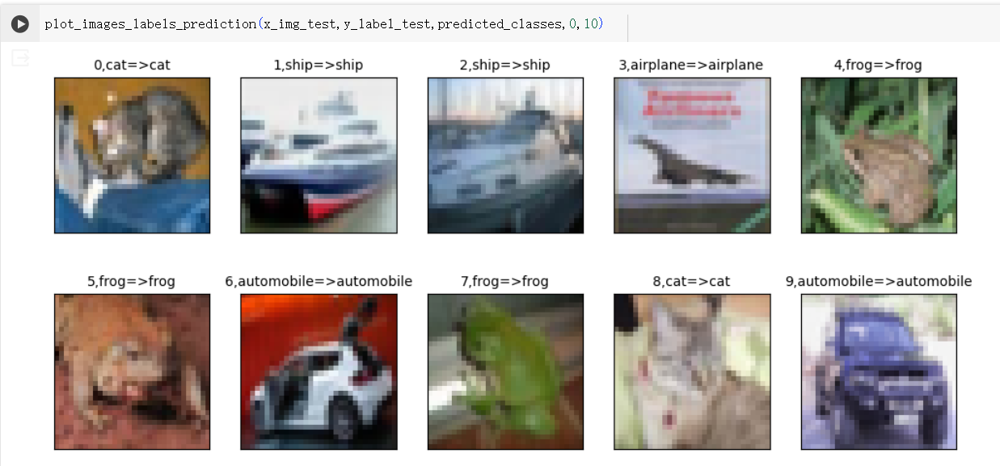 plot_images_labels_prediction(x_img_test,y_label_test,predicted_classes,0,10)
0,cat=>cat
1,ship=>ship
2,ship=>ship
3,airplane=>airplane
4,frog=>frog
5,frog=>frog
6,automobile=>automobile
7,frog=>frog
8,cat=>cat
9,automobile=>automobile